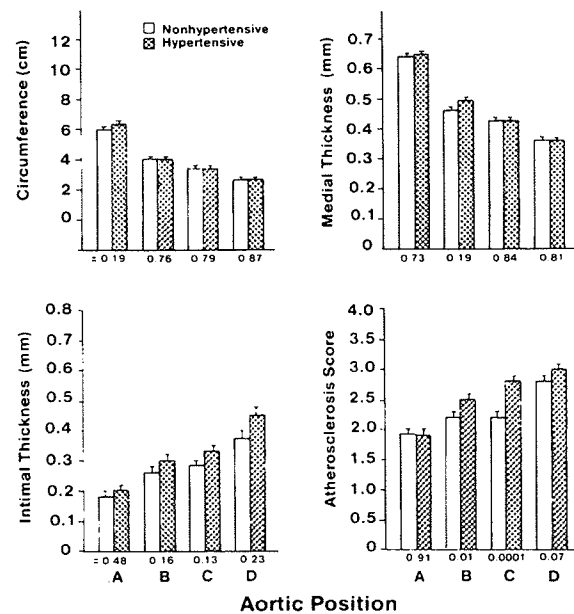 Circumference (cm)
12
10
8
6
4
2
0
Nonhypertensive
Hypertensive
= 0.19 0.76 0.79 0.87
Medial Thickness (mm)
0.7
0.6
0.5
0.4
0.3
0.2
0.1
0
0.73 0.19 0.84 0.81
Intimal Thickness (mm)
0.8
0.5
0.4
0.3
0.2
0.1
0
= 0.48 0.16 0.13 0.23
A B C D
Atherosclerosis Score
4.0
3.5
3.0
2.5
2.0
1.5
1.0
0.5
0.0
0.91 0.01 0.0001 0.07
A B C D
Aortic Position